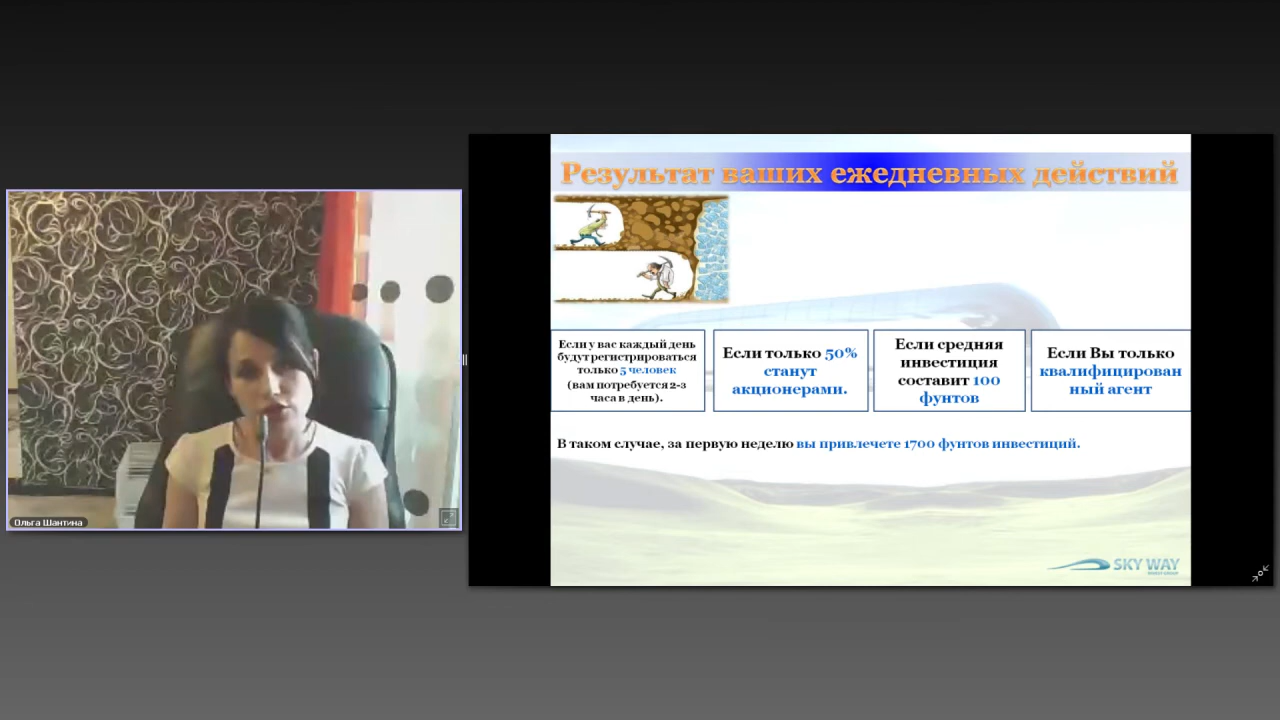 Результат ваших ежедневных действий
Если у вас каждый день
будут регистрироваться
только 5 человек
(вам потребуется 2-3
часа в день).
Если только 50%
станут
акционерами.
Если средняя
инвестиция
составит 100
фунтов
Если Вы только
квалифицирован
ный агент
В таком случае, за первую неделю вы привлечете 1700 фунтов инвестиций.
SKY WAY
Ольга Шантина